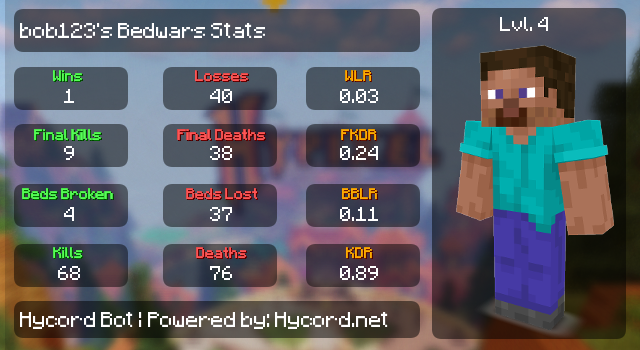 bob123's Bedwars Stats
Lvl. 4
Wins
1
Losses
40
WLR
0.03
Final Kills
9
Final Deaths
38
FKDR
0.24
Beds Broken
4
Beds Lost
37
BBLR
0.11
Kills
68
Deaths
76
KDR
0.89
Hycord Bot | Powered by: Hycord.net